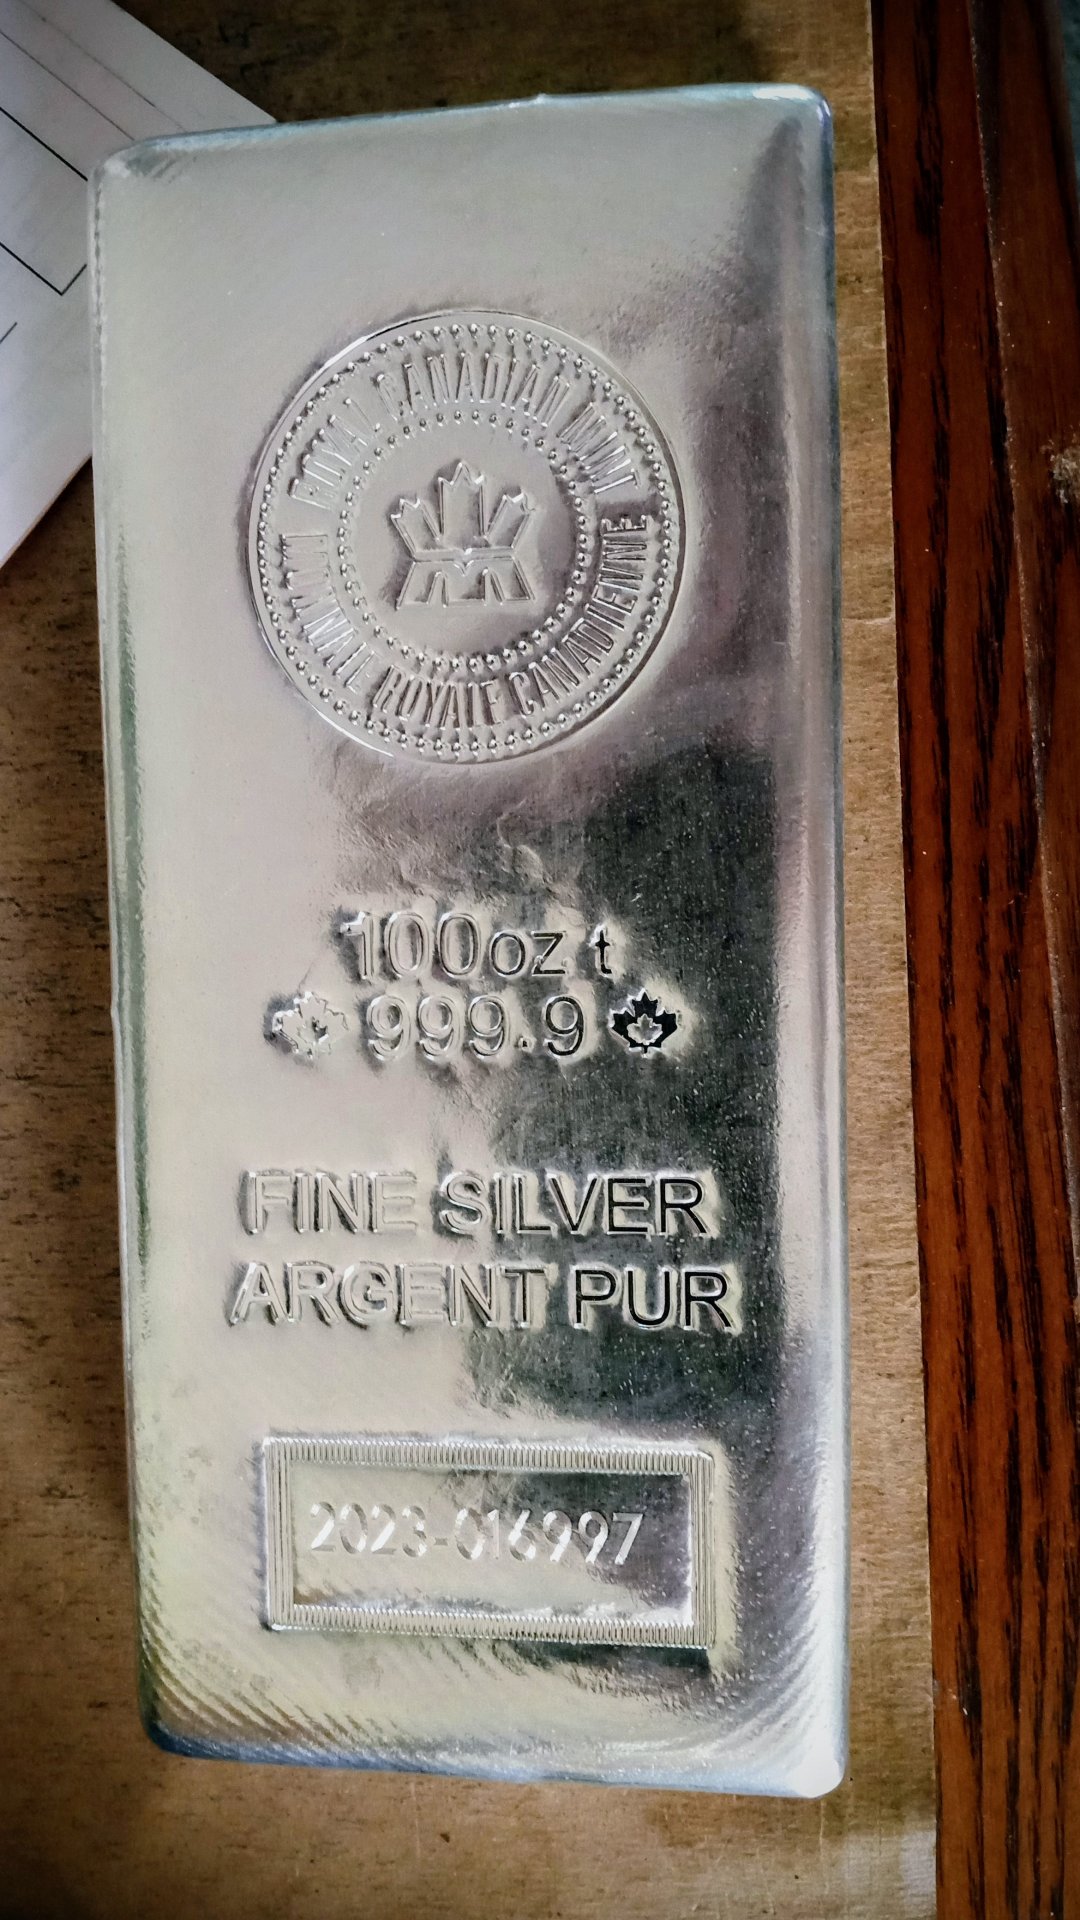 ROYAL CANADIAN MINT
MONNAIE ROYALE CANADIENNE
100oz t
999.9
FINE SILVER
ARGENT PUR
2023-016997